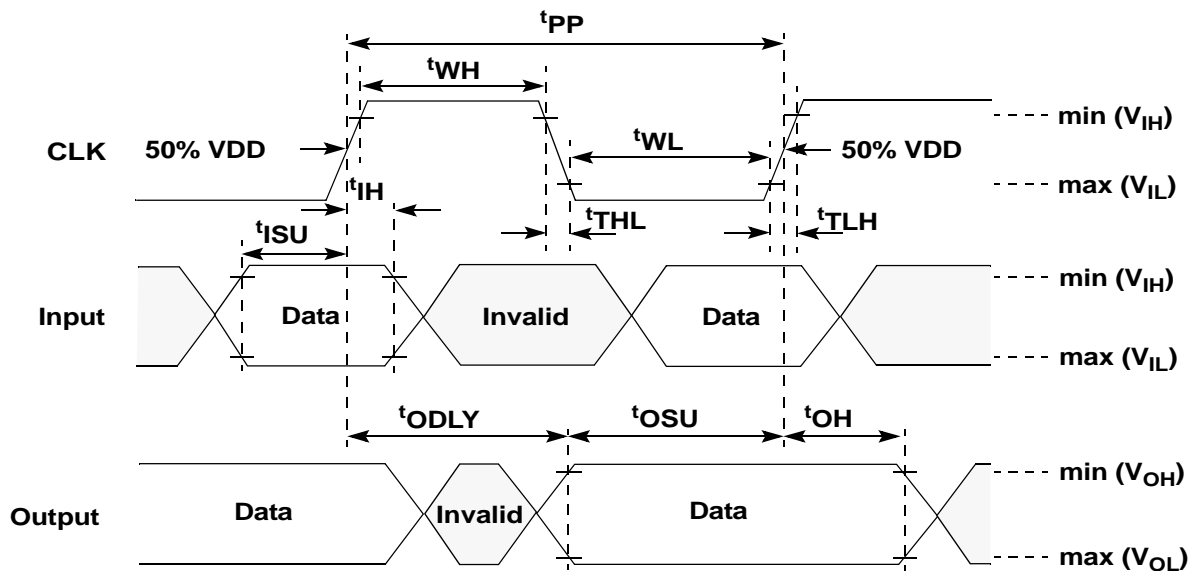 tPP
tWH
min (VIH)
CLK
50% VDD
tWL
50% VDD
max (VIL)
tIH
tTHL
tTLH
tISU
min (VIH)
Input
Data
Invalid
Data
max (VIL)
tODLY
tOSU
tOH
min (VOH)
Output
Data
Invalid
Data
max (VOL)